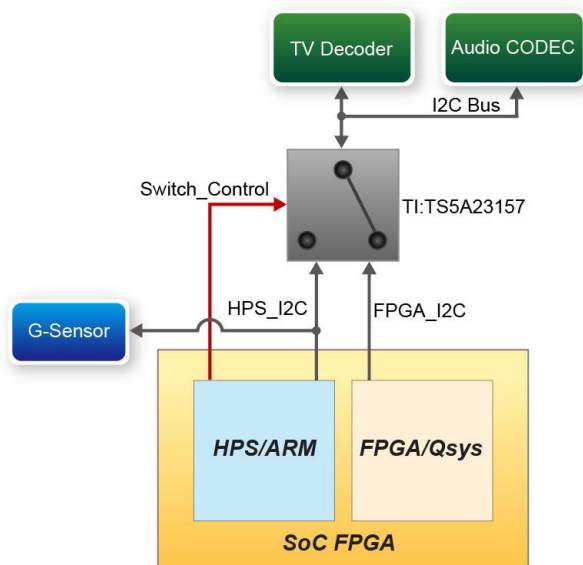 TV Decoder
Audio CODEC
I2C Bus
Switch_Control
TI:TS5A23157
HPS_I2C
FPGA_I2C
G-Sensor
HPS/ARM
FPGA/Qsys
SoC FPGA